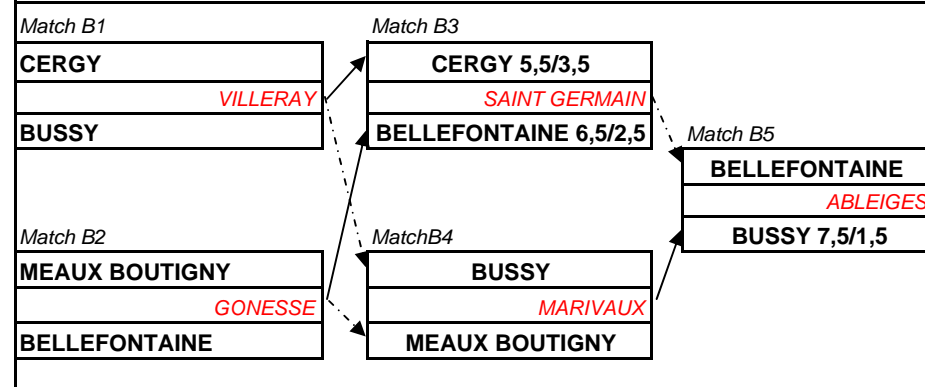 Match B1
CERGY
VILLERAY
BUSSY
Match B3
CERGY 5,5/3,5
SAINT GERMAIN
BELLEFONTAINE 6,5/2,5
Match B5
BELLEFONTAINE
ABLEIGES
BUSSY 7,5/1,5
Match B2
MEAUX BOUTIGNY
GONESSE
BELLEFONTAINE
MatchB4
BUSSY
MARIVAUX
MEAUX BOUTIGNY